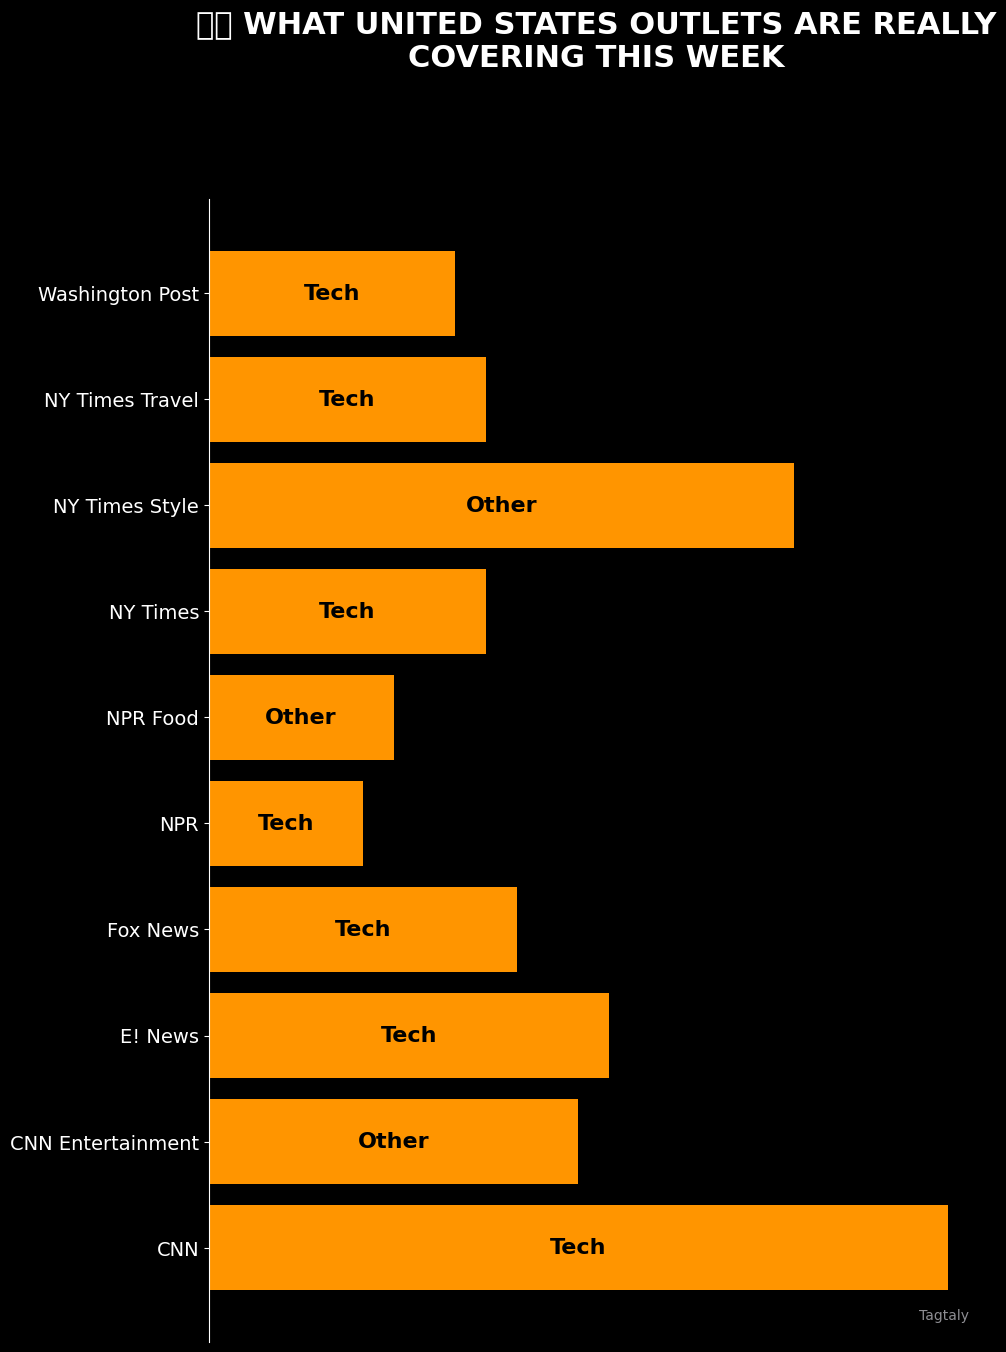 WHAT UNITED STATES OUTLETS ARE REALLY
COVERING THIS WEEK
Washington Post
Tech
NY Times Travel
Tech
NY Times Style
Other
NY Times
Tech
NPR Food
Other
NPR
Tech
Fox News
Tech
E! News
Tech
CNN Entertainment
Other
CNN
Tech
Tagtaly